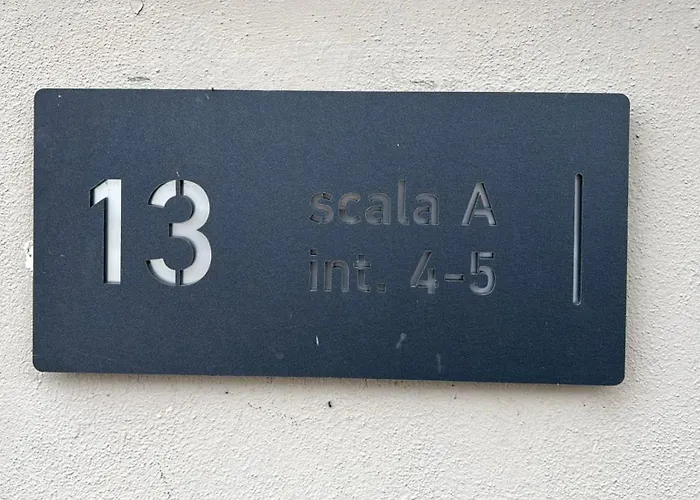 13
scala A
int. 4-5